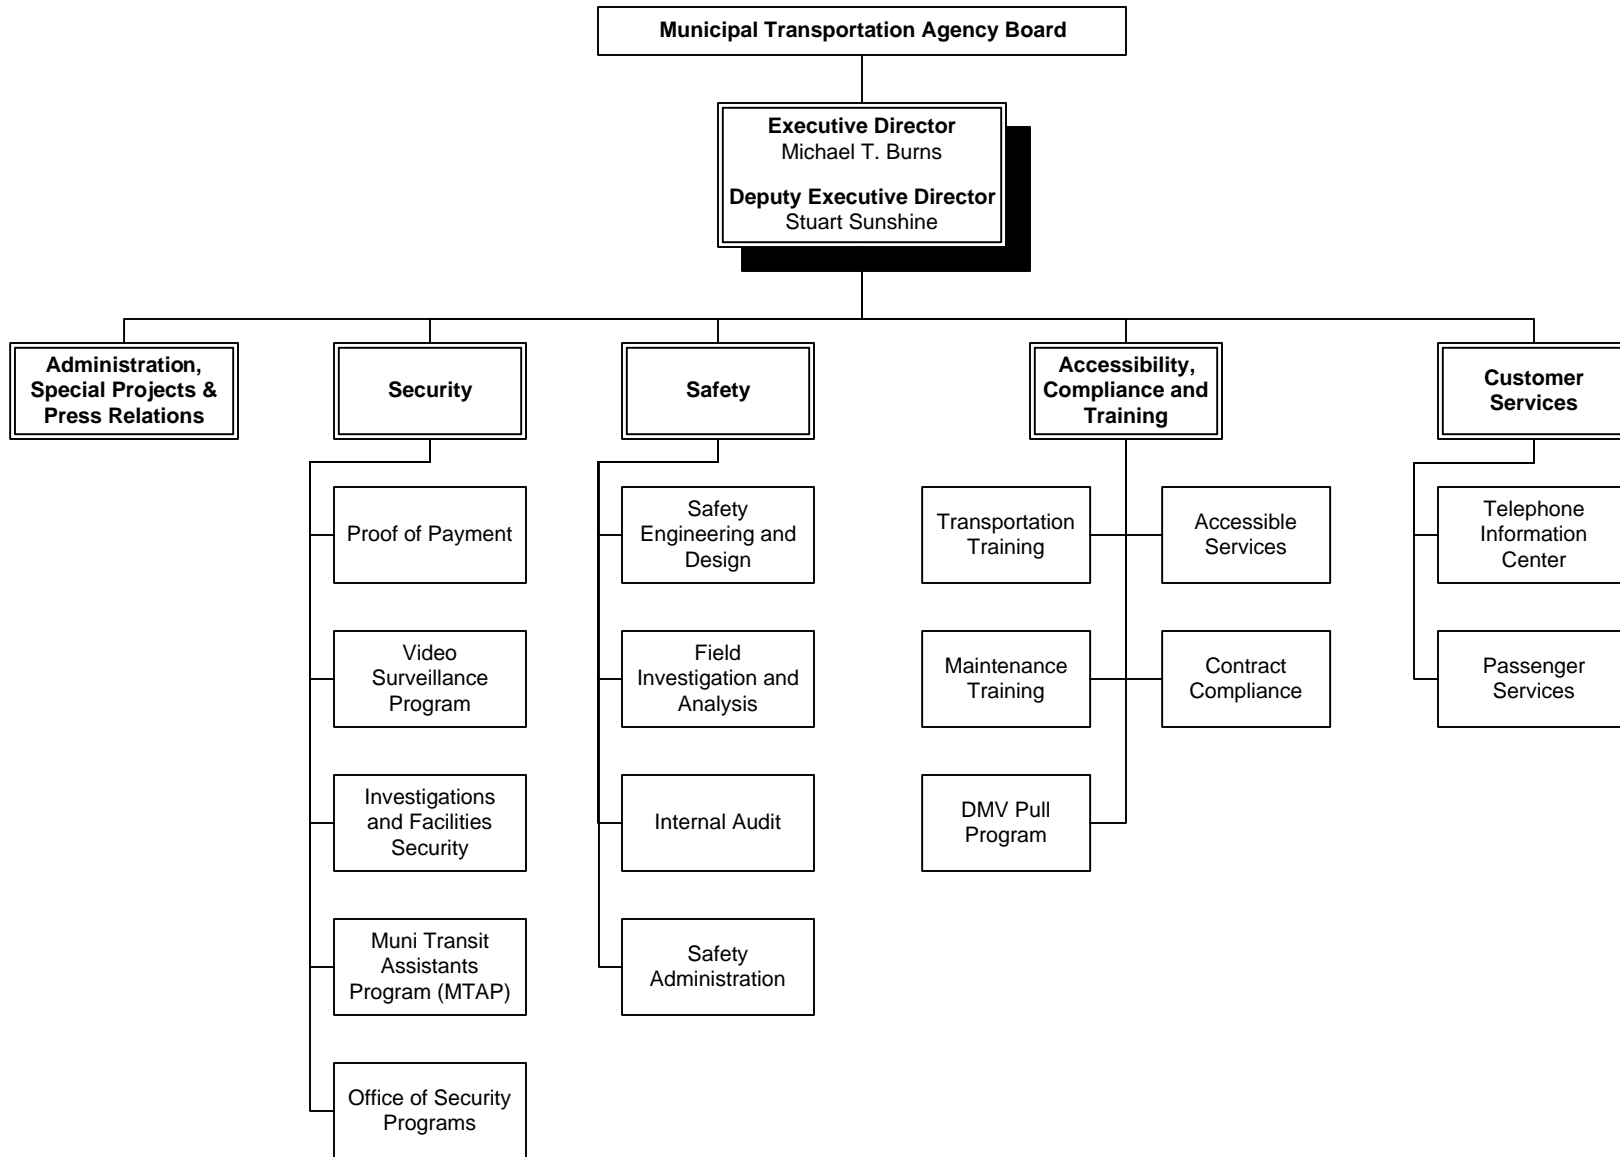 Municipal Transportation Agency Board
Executive Director
Michael T. Burns
Deputy Executive Director
Stuart Sunshine
Administration,
Special Projects &
Press Relations
Security
Safety
Accessibility,
Compliance and
Training
Customer
Services
Proof of Payment
Video
Surveillance
Program
Investigations
and Facilities
Security
Muni Transit
Assistants
Program (MTAP)
Office of Security
Programs
Safety
Engineering and
Design
Field
Investigation and
Analysis
Internal Audit
Safety
Administration
Transportation
Training
Maintenance
Training
DMV Pull
Program
Accessible
Services
Contract
Compliance
Telephone
Information
Center
Passenger
Services